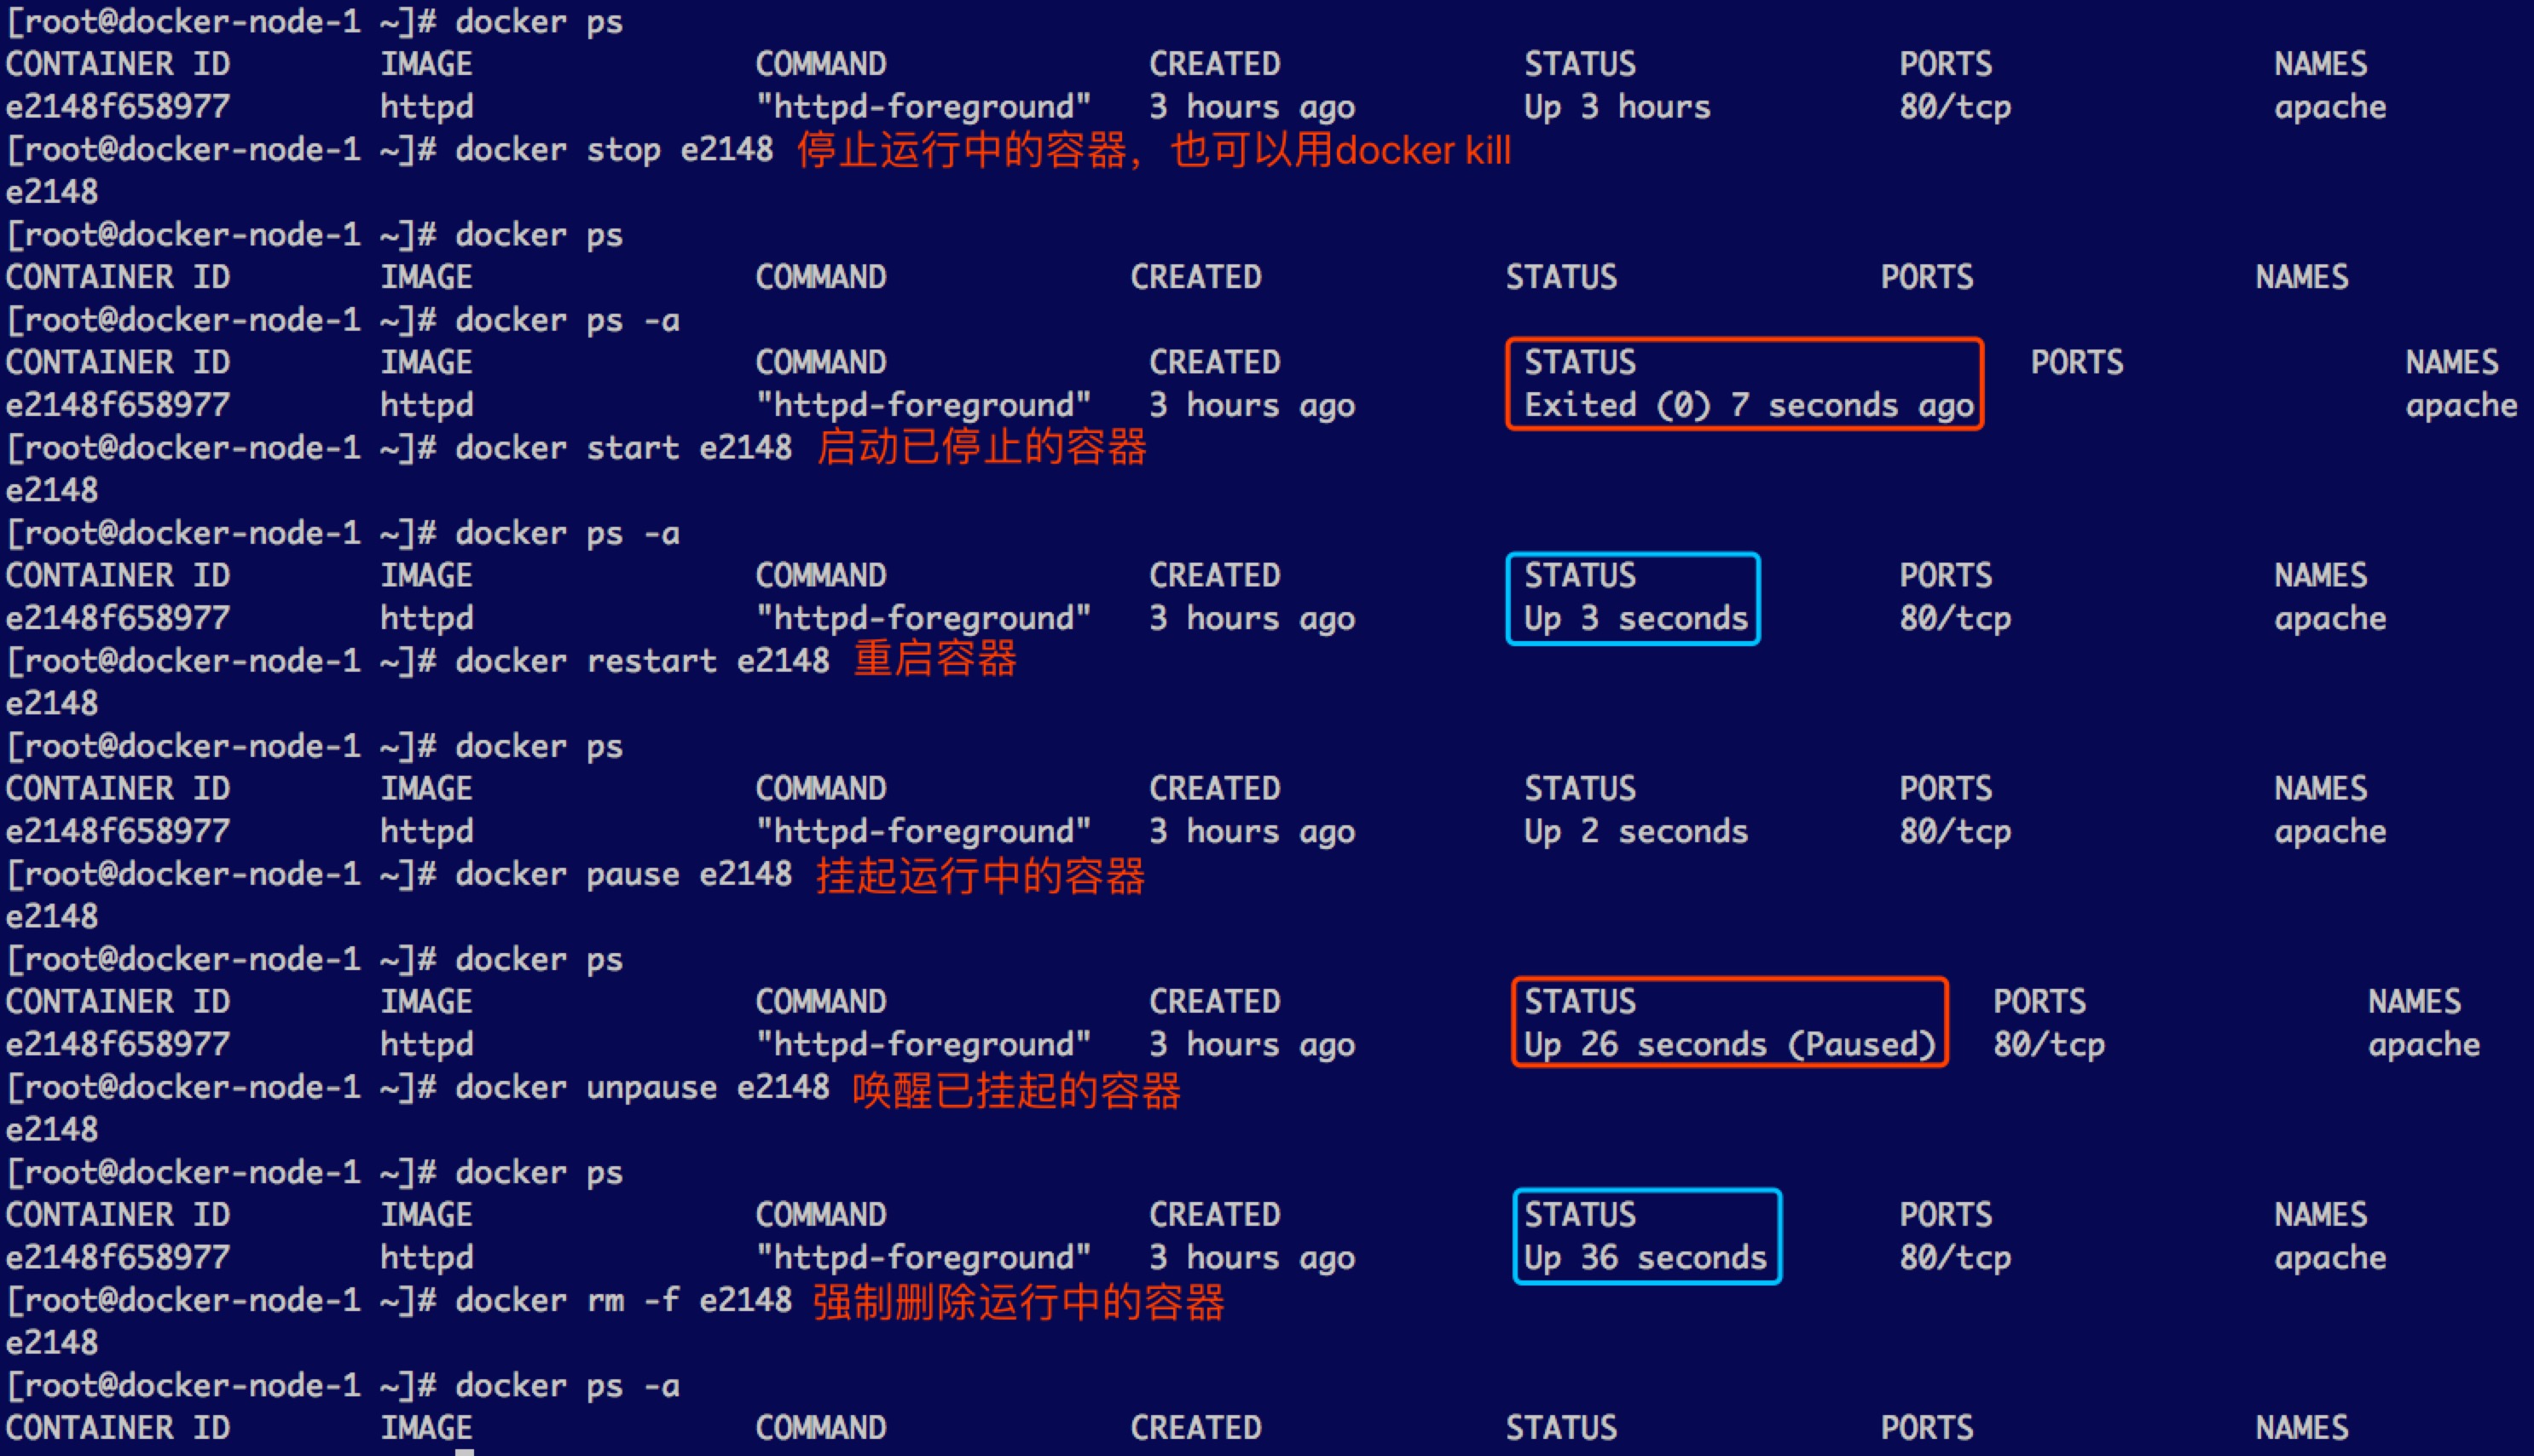 [root@docker-node-1 ~]# docker ps
CONTAINER ID IMAGE COMMAND CREATED STATUS PORTS NAMES
e2148f658977 httpd "httpd-foreground" 3 hours ago Up 3 hours 80/tcp apache
[root@docker-node-1 ~]# docker stop e2148 停止运行中的容器，也可以用docker kill
e2148
[root@docker-node-1 ~]# docker ps
CONTAINER ID IMAGE COMMAND CREATED STATUS PORTS NAMES
[root@docker-node-1 ~]# docker ps -a
CONTAINER ID IMAGE COMMAND CREATED STATUS PORTS NAMES
e2148f658977 httpd "httpd-foreground" 3 hours ago Exited (0) 7 seconds ago apache
[root@docker-node-1 ~]# docker start e2148 启动已停止的容器
e2148
[root@docker-node-1 ~]# docker ps -a
CONTAINER ID IMAGE COMMAND CREATED STATUS PORTS NAMES
e2148f658977 httpd "httpd-foreground" 3 hours ago Up 3 seconds 80/tcp apache
[root@docker-node-1 ~]# docker restart e2148 重启容器
e2148
[root@docker-node-1 ~]# docker ps
CONTAINER ID IMAGE COMMAND CREATED STATUS PORTS NAMES
e2148f658977 httpd "httpd-foreground" 3 hours ago Up 2 seconds 80/tcp apache
[root@docker-node-1 ~]# docker pause e2148 挂起运行中的容器
e2148
[root@docker-node-1 ~]# docker ps
CONTAINER ID IMAGE COMMAND CREATED STATUS PORTS NAMES
e2148f658977 httpd "httpd-foreground" 3 hours ago Up 26 seconds (Paused) 80/tcp apache
[root@docker-node-1 ~]# docker unpause e2148 唤醒已挂起的容器
e2148
[root@docker-node-1 ~]# docker ps
CONTAINER ID IMAGE COMMAND CREATED STATUS PORTS NAMES
e2148f658977 httpd "httpd-foreground" 3 hours ago Up 36 seconds 80/tcp apache
[root@docker-node-1 ~]# docker rm -f e2148 强制删除运行中的容器
e2148
[root@docker-node-1 ~]# docker ps -a
CONTAINER ID IMAGE COMMAND CREATED STATUS PORTS NAMES